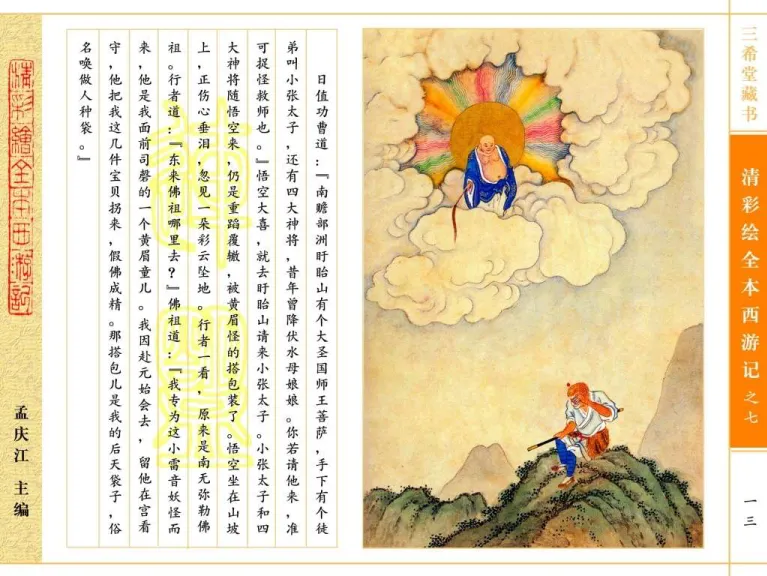 三希堂藏书
清彩绘全本西游记之七
一三
日值功曹道：『南赡部洲盱眙山有个大圣国师王菩萨，手下有个徒
弟叫小张太子，还有四大神将，昔年曾降伏水母娘娘。你若请他来，准
可捉怪救师也。』悟空大喜，就去盱眙山请来小张太子。小张太子和四
大神将随悟空来，仍是重蹈覆辙，被黄眉怪的搭包装了。悟空坐在山坡
上，正伤心垂泪，忽见一朵彩云坠地。行者一看，原来是南无弥勒佛
祖。行者道：『东来佛祖哪里去？』佛祖道：『我专为这小雷音妖怪而
来，他是我面前司磬的一个黄眉童儿。我因赴元始会去，留他在宫看
守，他把我这几件宝贝拐来，假佛成精。那搭包儿是我的后天袋子，俗
名唤做人种袋。』
清彩繪全本西游記
孟庆江 主编